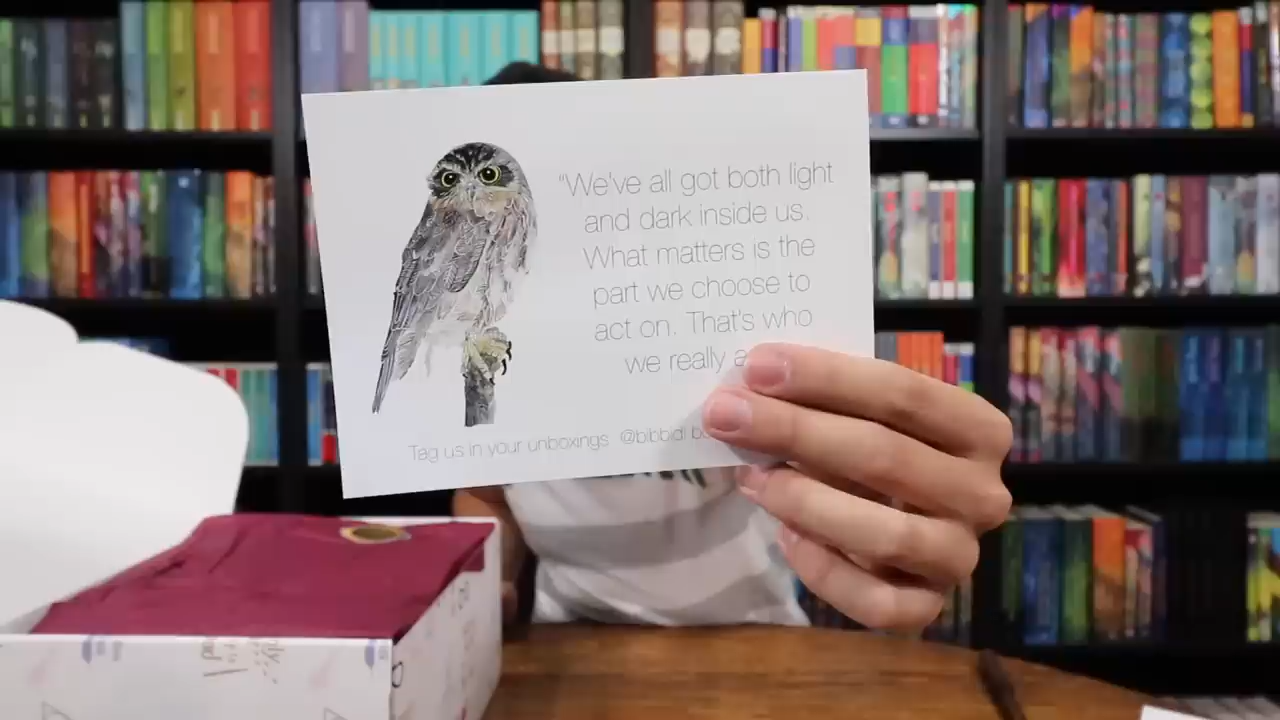 "We've all got both light
and dark inside us.
What matters is the
part we choose to
act on. That's who
we really
Tag us in your unboxings @bibbidi